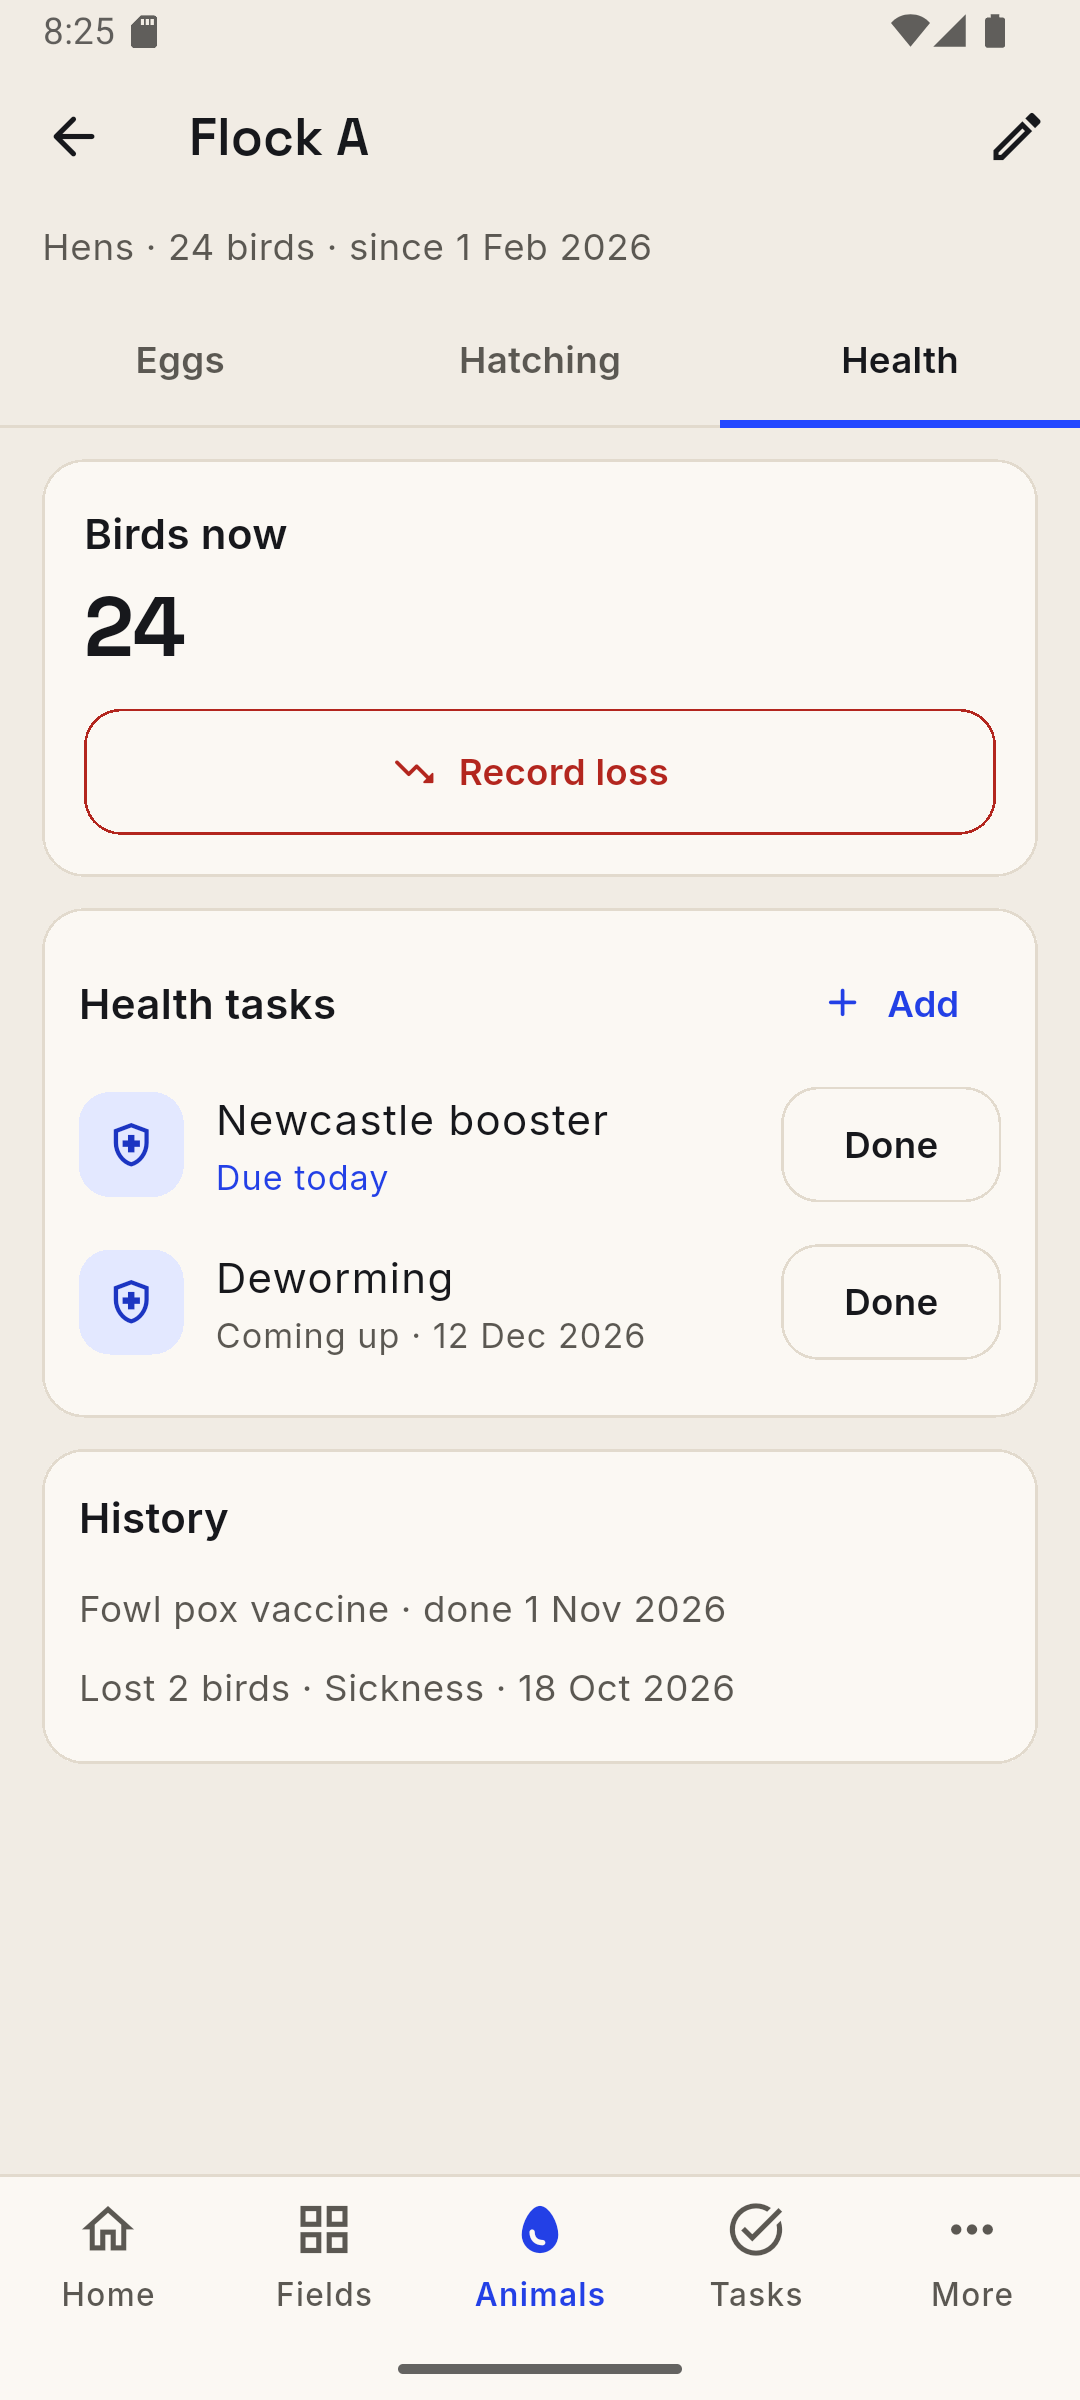 8:25
Flock A
Hens · 24 birds · since 1 Feb 2026
Eggs
Hatching
Health
Birds now
24
Record loss
Health tasks
Add
Newcastle booster
Due today
Done
Deworming
Coming up · 12 Dec 2026
Done
History
Fowl pox vaccine · done 1 Nov 2026
Lost 2 birds · Sickness · 18 Oct 2026
Home
Fields
Animals
Tasks
More